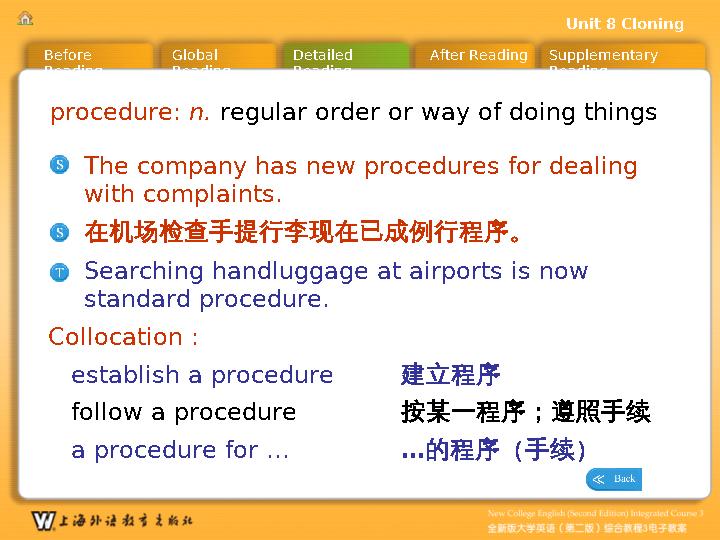 Unit 8 Cloning
Before Reading
Global Reading
Detailed Reading
After Reading
Supplementary Reading
procedure: n. regular order or way of doing things
S The company has new procedures for dealing
with complaints.
S 在机场检查手提行李现在已成例行程序。
T Searching handluggage at airports is now
standard procedure.
Collocation :
establish a procedure 建立程序
follow a procedure 按某一程序；遵照手续
a procedure for … …的程序（手续）
≪ Back
W 上海外语教育出版社
New College English (Second Edition) Integrated Course 3
全新版大学英语（第二版）综合教程3电子教案